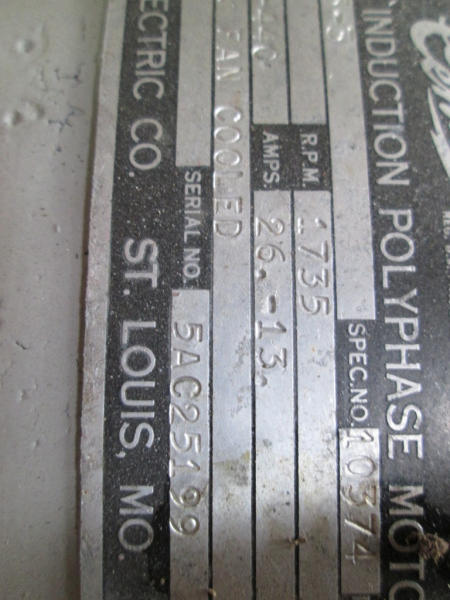 Cen
INDUCTION POLYPHASE MOTO
SPEC. NO. 10374
R.P.M. 1735
AMPS. 26.-13.
FAN COOLED
SERIAL NO. 5AC25199
ECTRIC CO. ST. LOUIS, MO.